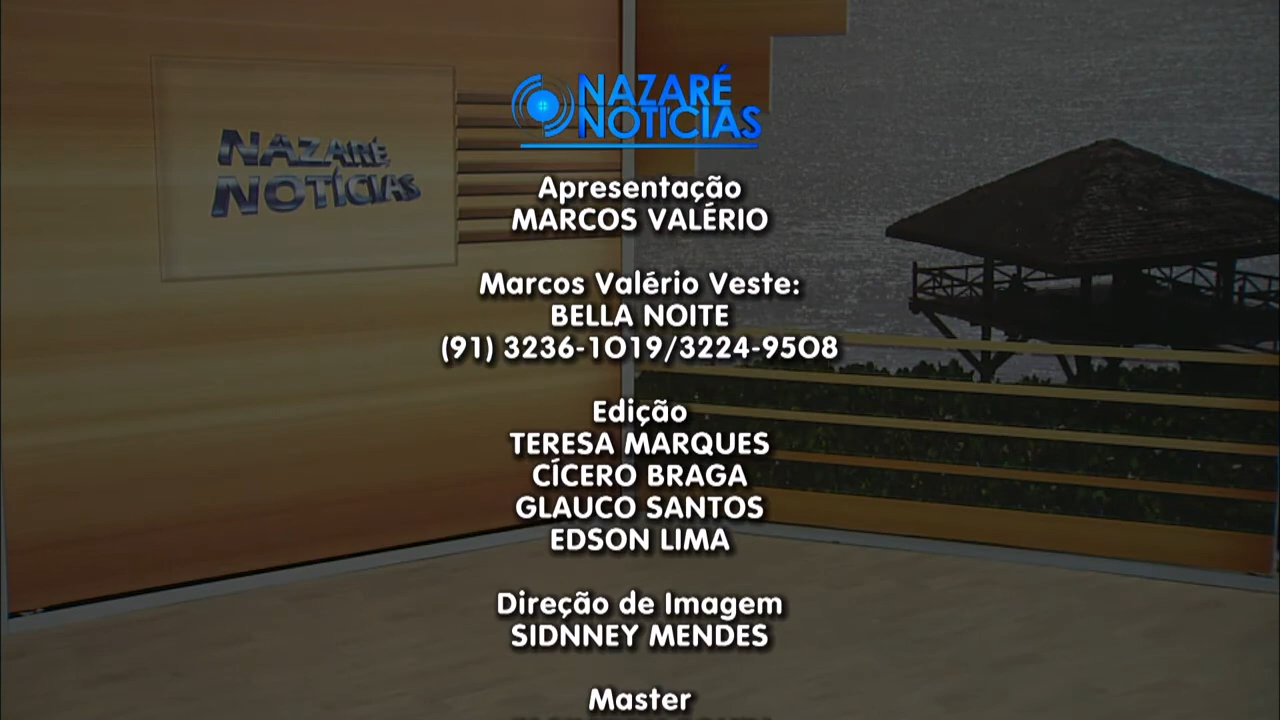 NAZARÉ
NOTÍCIAS
NAZARÉ
NOTÍCIAS
Apresentação
MARCOS VALÉRIO
Marcos Valério Veste:
BELLA NOITE
(91) 3236-1019/3224-9508
Edição
TERESA MARQUES
CÍCERO BRAGA
GLAUCO SANTOS
EDSON LIMA
Direção de Imagem
SIDNNEY MENDES
Master